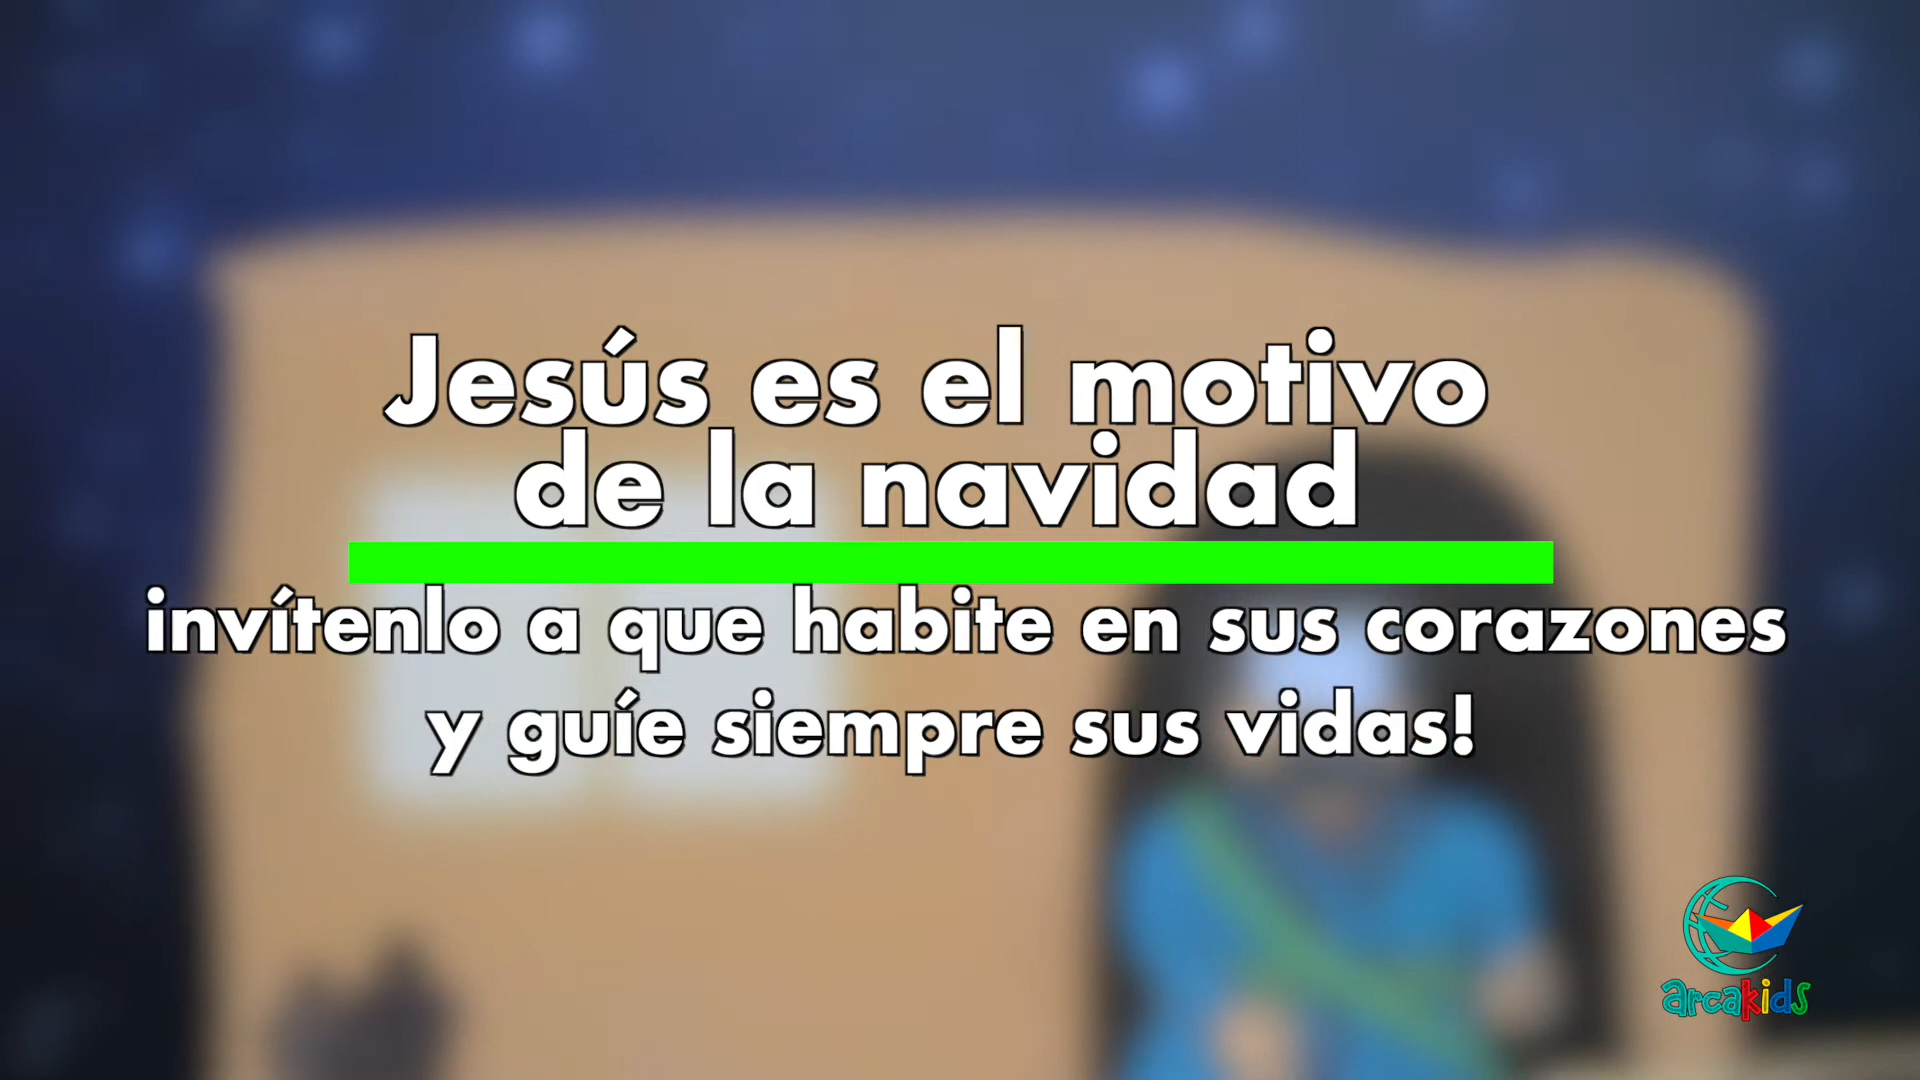 Jesús es el motivo
de la navidad
invítenlo a que habite en sus corazones
y guíe siempre sus vidas!
arcakids